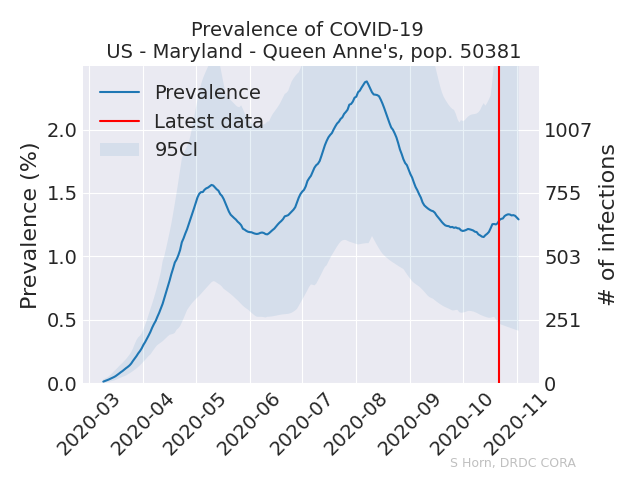 Prevalence of COVID-19
US - Maryland - Queen Anne's, pop. 50381
Prevalence
Latest data
95CI
Prevalence (%)
2.0
1.5
1.0
0.5
0.0
1007
755
503
251
0
# of infections
2020-03
2020-04
2020-05
2020-06
2020-07
2020-08
2020-09
2020-10
2020-11
S Horn, DRDC CORA